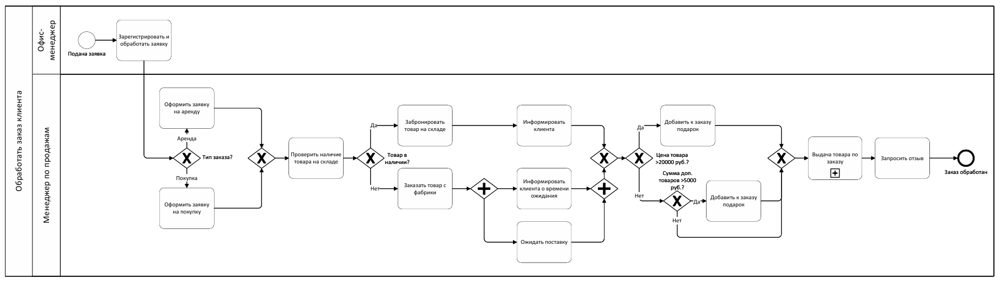 Обработать заказ клиента
Офис-
менеджер
Подана заявка
Зарегистрировать и
обработать заявку
Менеджер по продажам
Оформить заявку
на аренду
Аренда
Тип заказа?
Покупка
Оформить заявку
на покупку
Проверить наличие
товара на складе
Товар в
наличии?
Да
Забронировать
товар на складе
Информировать
клиента
Нет
Заказать товар с
фабрики
Информировать
клиента о времени
ожидания
Ожидать поставку
Цена товара
>20000 руб.?
Да
Добавить к заказу
подарок
Нет
Сумма доп.
товаров >5000
руб.?
Да
Добавить к заказу
подарок
Нет
Выдача товара по
заказу
Запросить отзыв
Заказ обработан